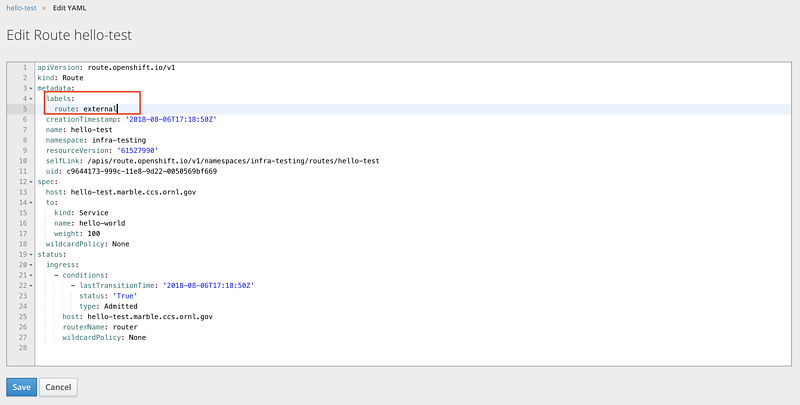 hello-test » Edit YAML
Edit Route hello-test
1 apiVersion: route.openshift.io/v1
2 kind: Route
3 metadata:
4   labels:
5     route: external
6   creationTimestamp: '2018-08-06T17:18:50Z'
7   name: hello-test
8   namespace: infra-testing
9   resourceVersion: '61527990'
10   selfLink: /apis/route.openshift.io/v1/namespaces/infra-testing/routes/hello-test
11   uid: c9644173-999c-11e8-9d22-0050569bf669
12 spec:
13   host: hello-test.marble.ccs.ornl.gov
14   to:
15     kind: Service
16     name: hello-world
17     weight: 100
18   wildcardPolicy: None
19 status:
20   ingress:
21     - conditions:
22         - lastTransitionTime: '2018-08-06T17:18:50Z'
23           status: 'True'
24           type: Admitted
25       host: hello-test.marble.ccs.ornl.gov
26       routerName: router
27       wildcardPolicy: None
28
Save Cancel